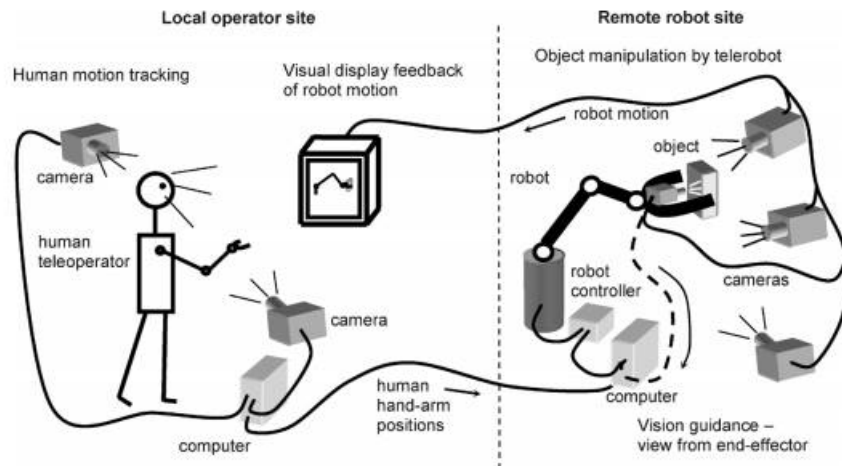 Local operator site
Remote robot site
Human motion tracking
Visual display feedback
of robot motion
Object manipulation by telerobot
robot motion
camera
object
robot
human
teleoperator
robot
controller
cameras
camera
human
hand-arm
positions
computer
computer
Vision guidance –
view from end-effector